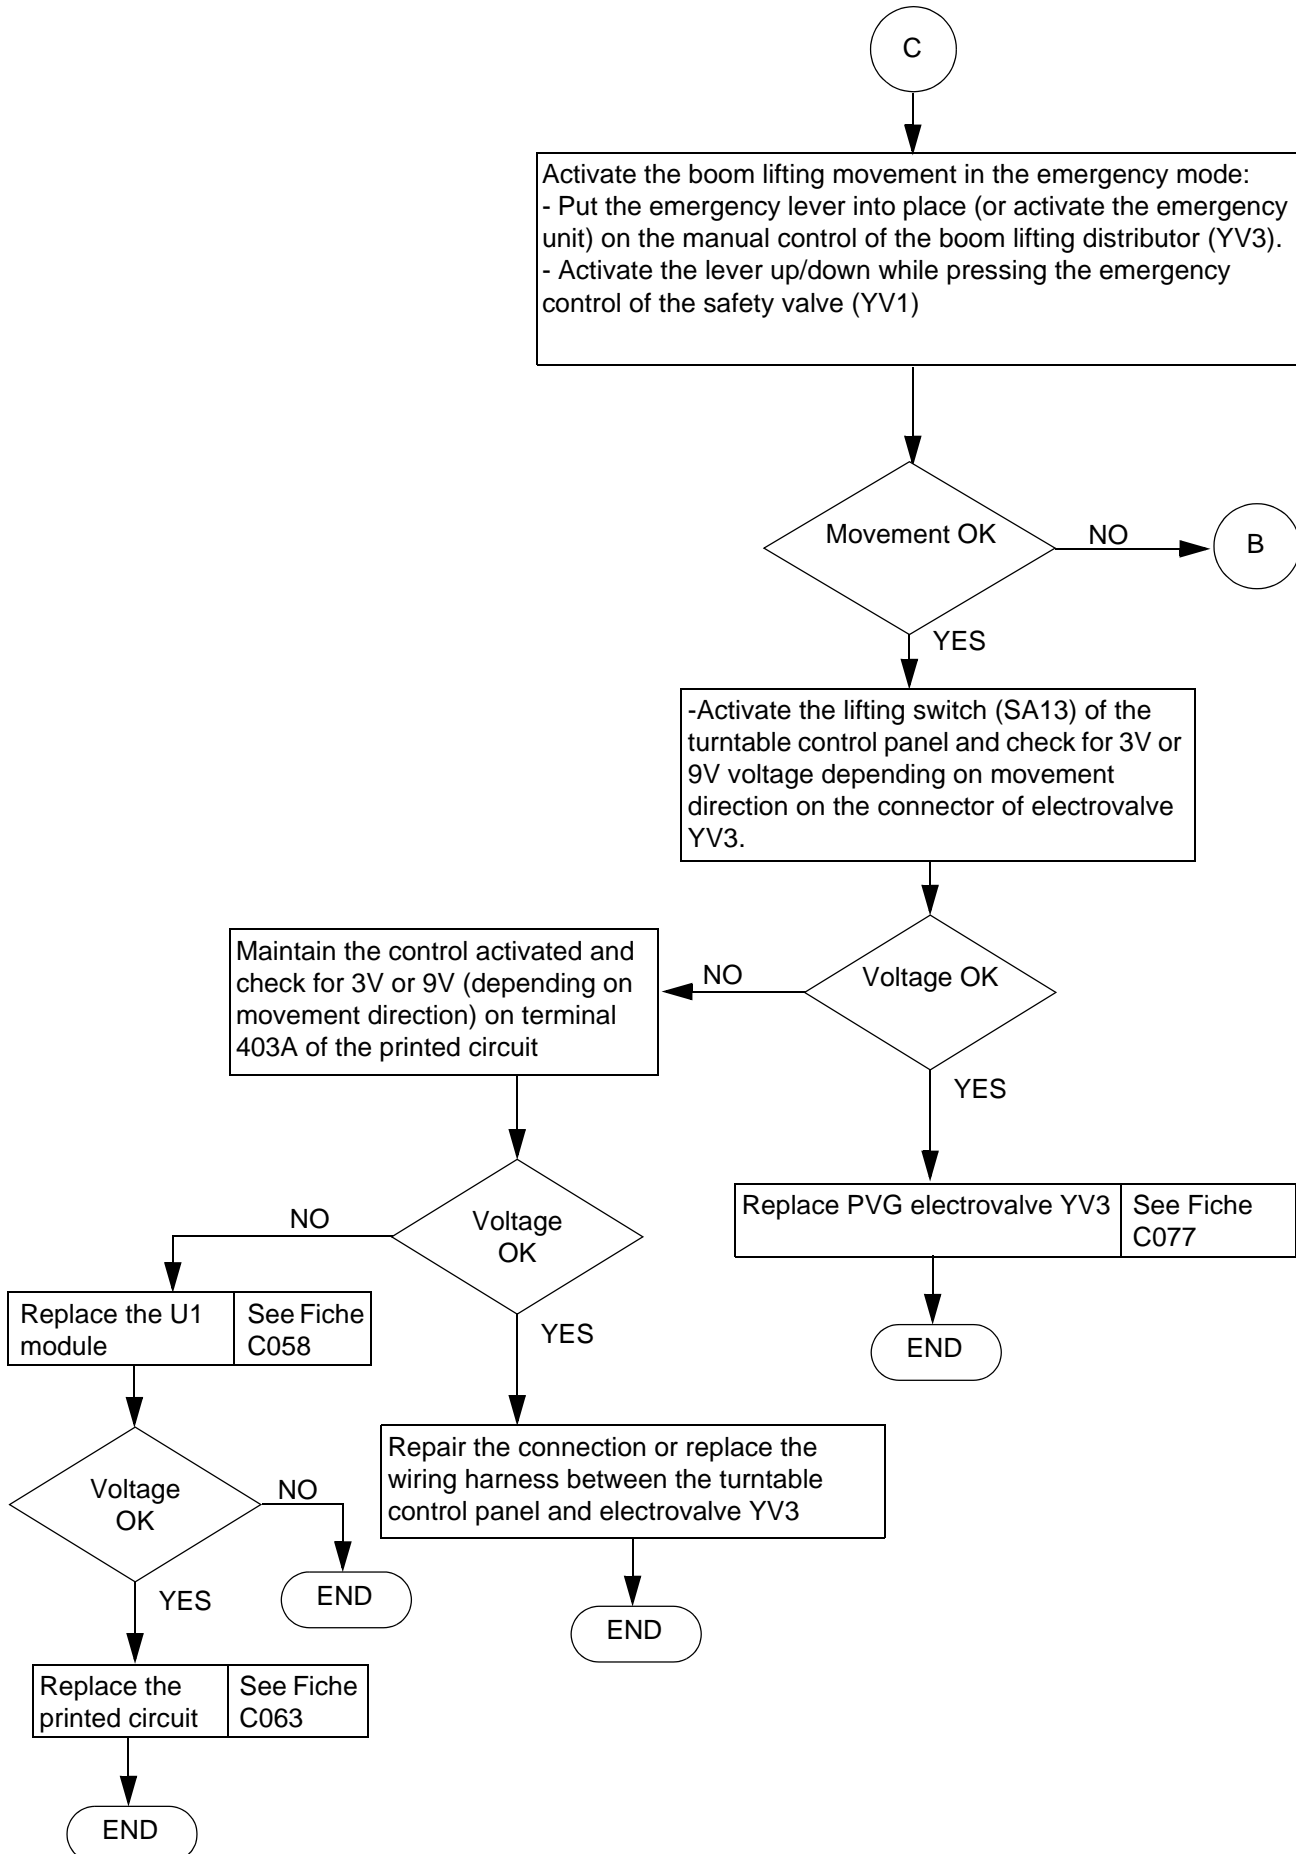 C
Activate the boom lifting movement in the emergency mode:
- Put the emergency lever into place (or activate the emergency
unit) on the manual control of the boom lifting distributor (YV3).
- Activate the lever up/down while pressing the emergency
control of the safety valve (YV1)
Movement OK
NO
B
YES
-Activate the lifting switch (SA13) of the
turntable control panel and check for 3V or
9V voltage depending on movement
direction on the connector of electrovalve
YV3.
Maintain the control activated and
check for 3V or 9V (depending on
movement direction) on terminal
403A of the printed circuit
NO
Voltage OK
YES
Replace PVG electrovalve YV3
See Fiche
C077
END
NO
Voltage
OK
YES
Replace the U1
module
See Fiche
C058
Repair the connection or replace the
wiring harness between the turntable
control panel and electrovalve YV3
END
Voltage
OK
NO
END
YES
Replace the
printed circuit
See Fiche
C063
END